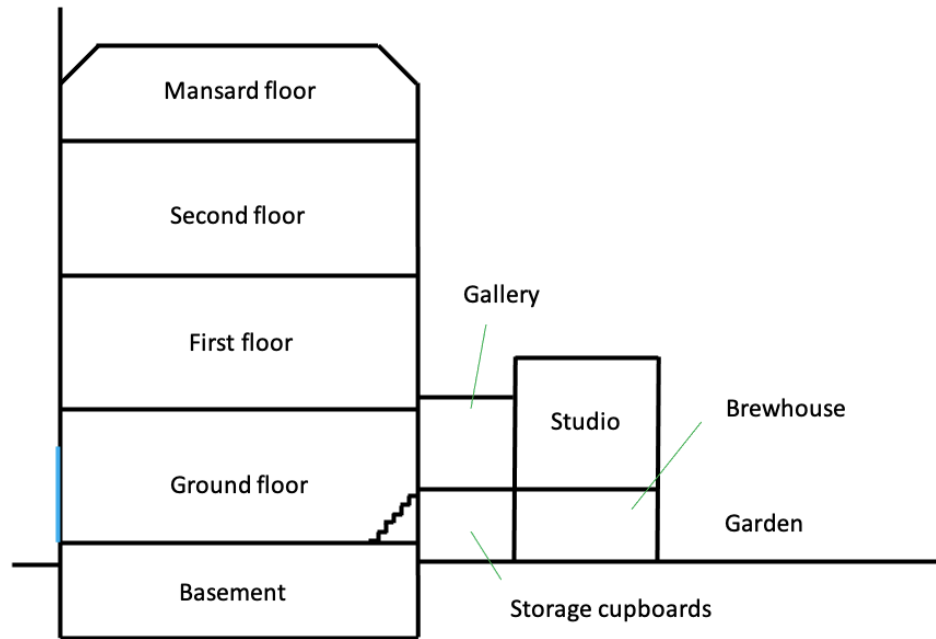 Mansard floor
Second floor
Gallery
First floor
Studio
Brewhouse
Ground floor
Garden
Basement
Storage cupboards